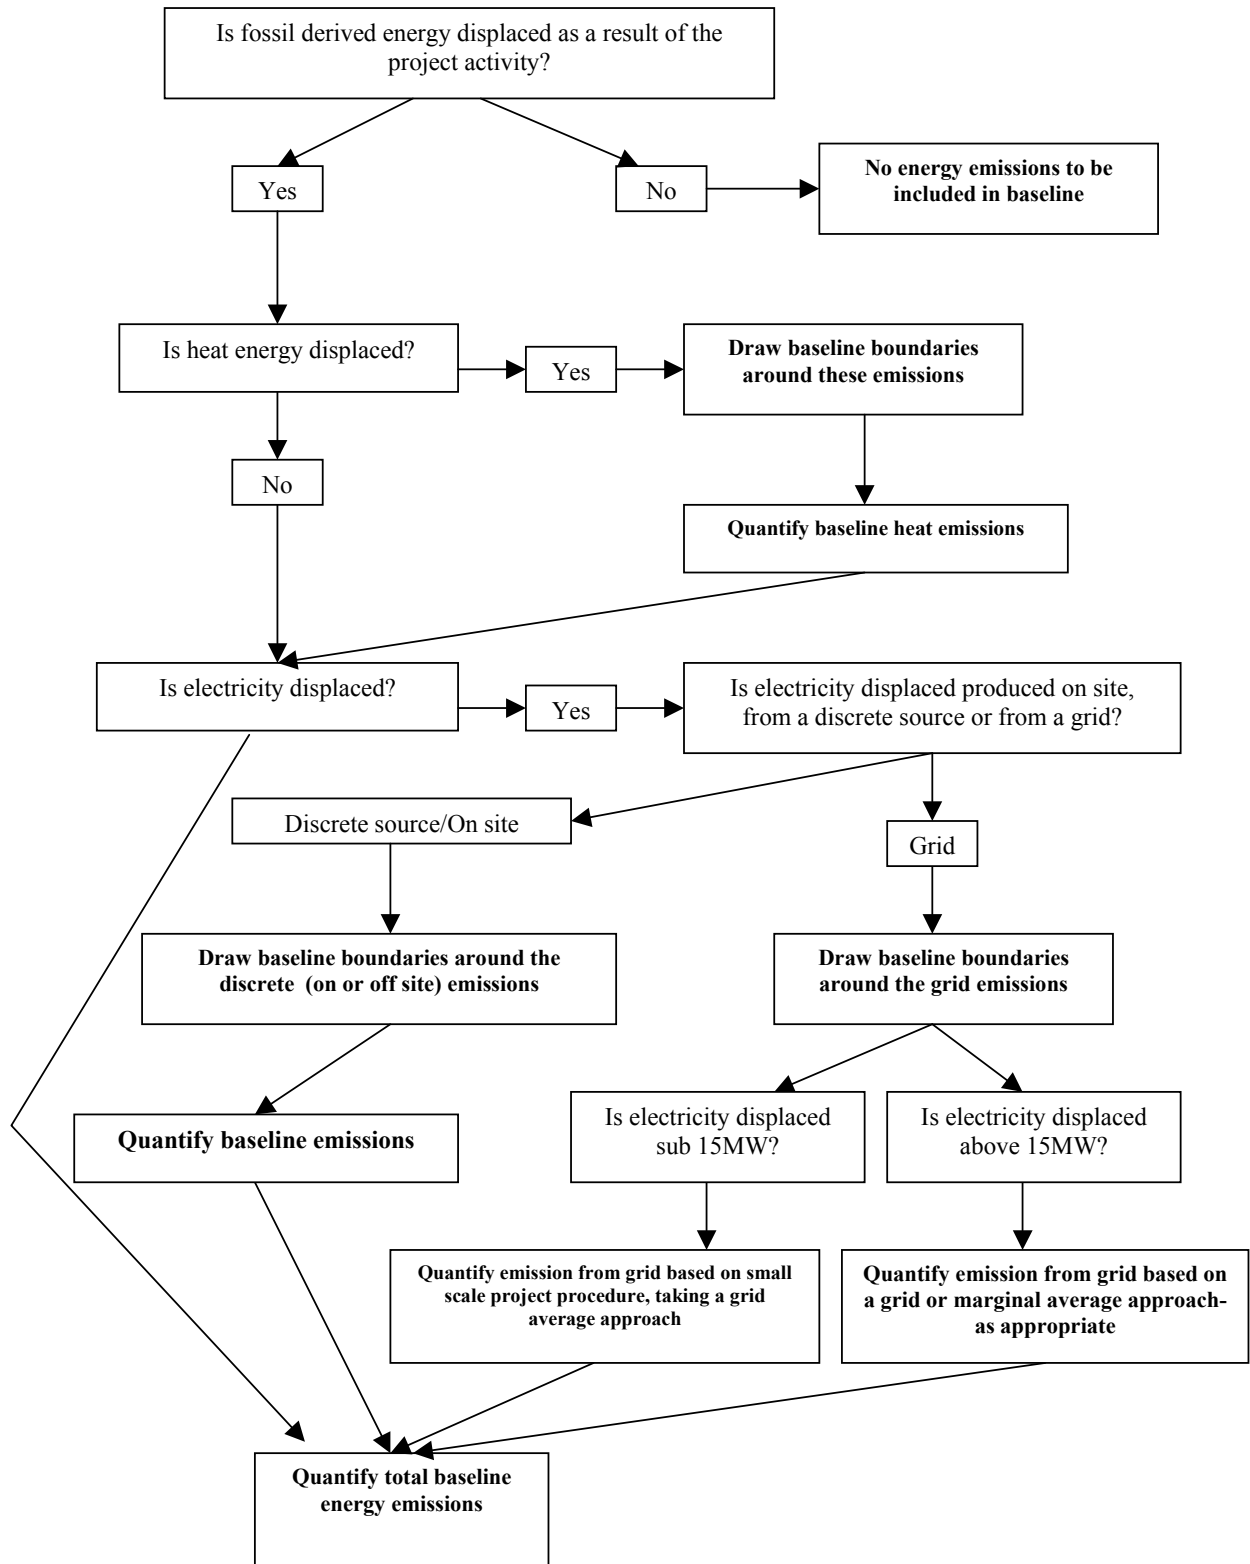 Is fossil derived energy displaced as a result of the
project activity?
Yes
No
No energy emissions to be
included in baseline
Is heat energy displaced?
Yes
Draw baseline boundaries
around these emissions
No
Quantify baseline heat emissions
Is electricity displaced?
Yes
Is electricity displaced produced on site,
from a discrete source or from a grid?
Discrete source/On site
Grid
Draw baseline boundaries around the
discrete (on or off site) emissions
Draw baseline boundaries
around the grid emissions
Quantify baseline emissions
Is electricity displaced
sub 15MW?
Is electricity displaced
above 15MW?
Quantify emission from grid based on small
scale project procedure, taking a grid
average approach
Quantify emission from grid based on
a grid or marginal average approach-
as appropriate
Quantify total baseline
energy emissions